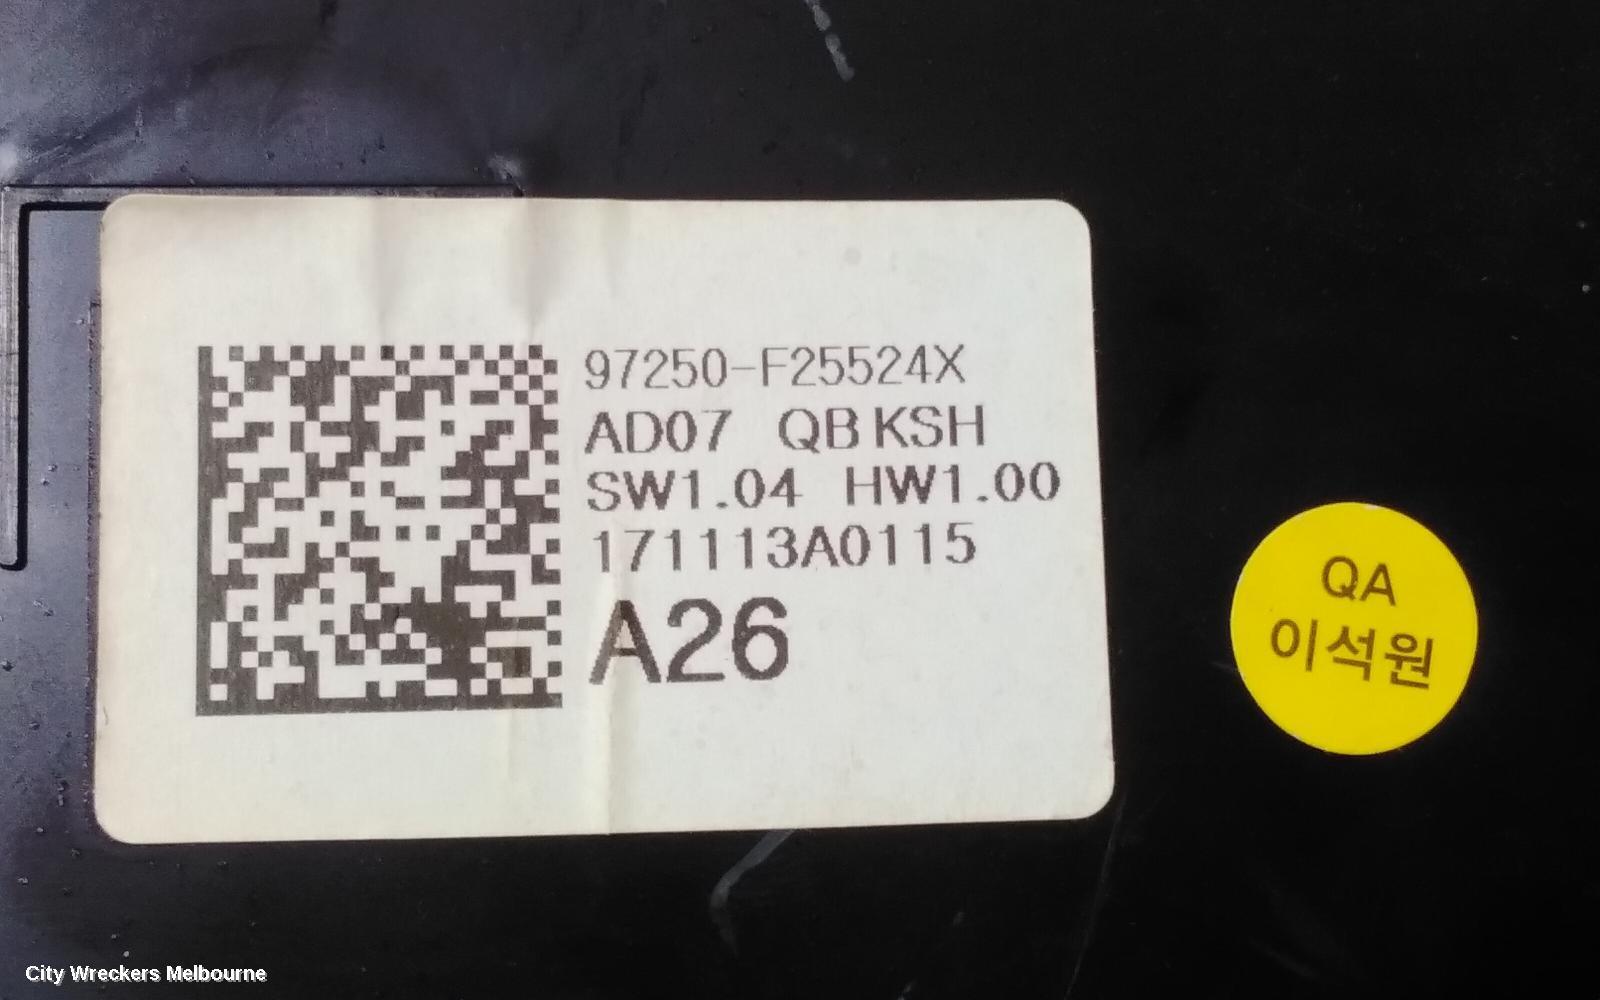 97250-F25524X
AD07 QB KSH
SW1.04 HW1.00
171113A0115
A26
QA
이석원
City Wreckers Melbourne